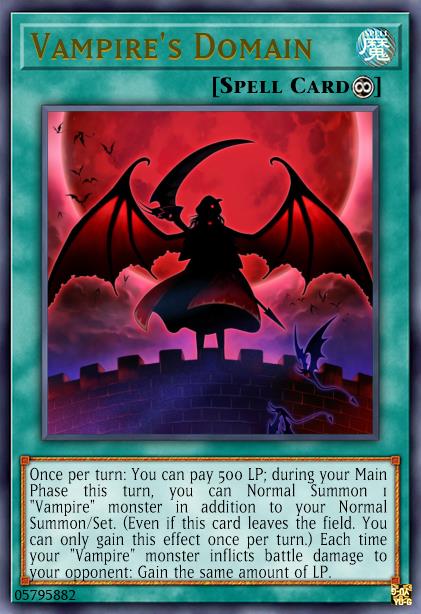 Vampire's Domain
SPELL
魔
[Spell Card]
Once per turn: You can pay 500 LP; during your Main
Phase this turn, you can Normal Summon 1
"Vampire" monster in addition to your Normal
Summon/Set. (Even if this card leaves the field. You
can only gain this effect once per turn.) Each time
your "Vampire" monster inflicts battle damage to
your opponent: Gain the same amount of LP.
05795882